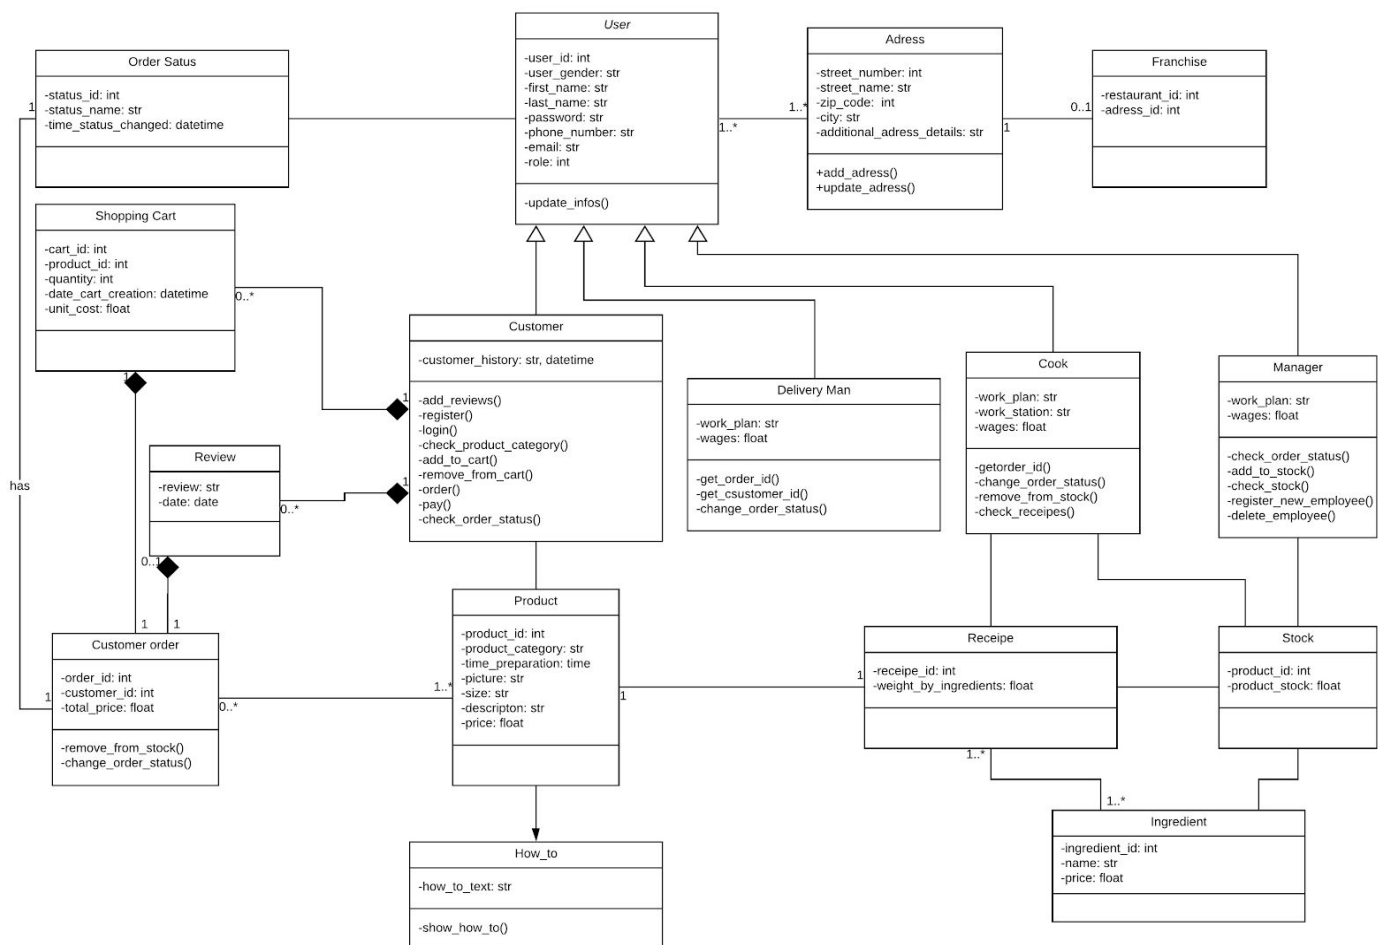 User
-user_id: int
-user_gender: str
-first_name: str
-last_name: str
-password: str
-phone_number: str
-email: str
-role: int
-update_infos()
Order Satus
-status_id: int
-status_name: str
-time_status_changed: datetime
1
Adress
-street_number: int
-street_name: str
-zip_code: int
-city: str
-additional_adress_details: str
+add_adress()
+update_adress()
1..*
1..*
Franchise
-restaurant_id: int
-adress_id: int
0..1
1
Shopping Cart
-cart_id: int
-product_id: int
-quantity: int
-date_cart_creation: datetime
-unit_cost: float
0..*
1
Customer
-customer_history: str, datetime
-add_reviews()
-register()
-login()
-check_product_category()
-add_to_cart()
-remove_from_cart()
-order()
-pay()
-check_order_status()
1
1
Delivery Man
-work_plan: str
-wages: float
-get_order_id()
-get_csustomer_id()
-change_order_status()
Cook
-work_plan: str
-work_station: str
-wages: float
-getorder_id()
-change_order_status()
-remove_from_stock()
-check_receipes()
Manager
-work_plan: str
-wages: float
-check_order_status()
-add_to_stock()
-check_stock()
-register_new_employee()
-delete_employee()
has
Review
-review: str
-date: date
0..*
0..1
1
1
Customer order
-order_id: int
-customer_id: int
-total_price: float
-remove_from_stock()
-change_order_status()
1
0..*
1..*
Product
-product_id: int
-product_category: str
-time_preparation: time
-picture: str
-size: str
-descripton: str
-price: float
1
1
Receipe
-receipe_id: int
-weight_by_ingredients: float
1..*
Stock
-product_id: int
-product_stock: float
1..*
Ingredient
-ingredient_id: int
-name: str
-price: float
How_to
-how_to_text: str
-show_how_to()